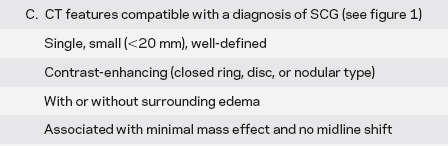 C. CT features compatible with a diagnosis of SCG (see figure 1)
Single, small (<20 mm), well-defined
Contrast-enhancing (closed ring, disc, or nodular type)
With or without surrounding edema
Associated with minimal mass effect and no midline shift